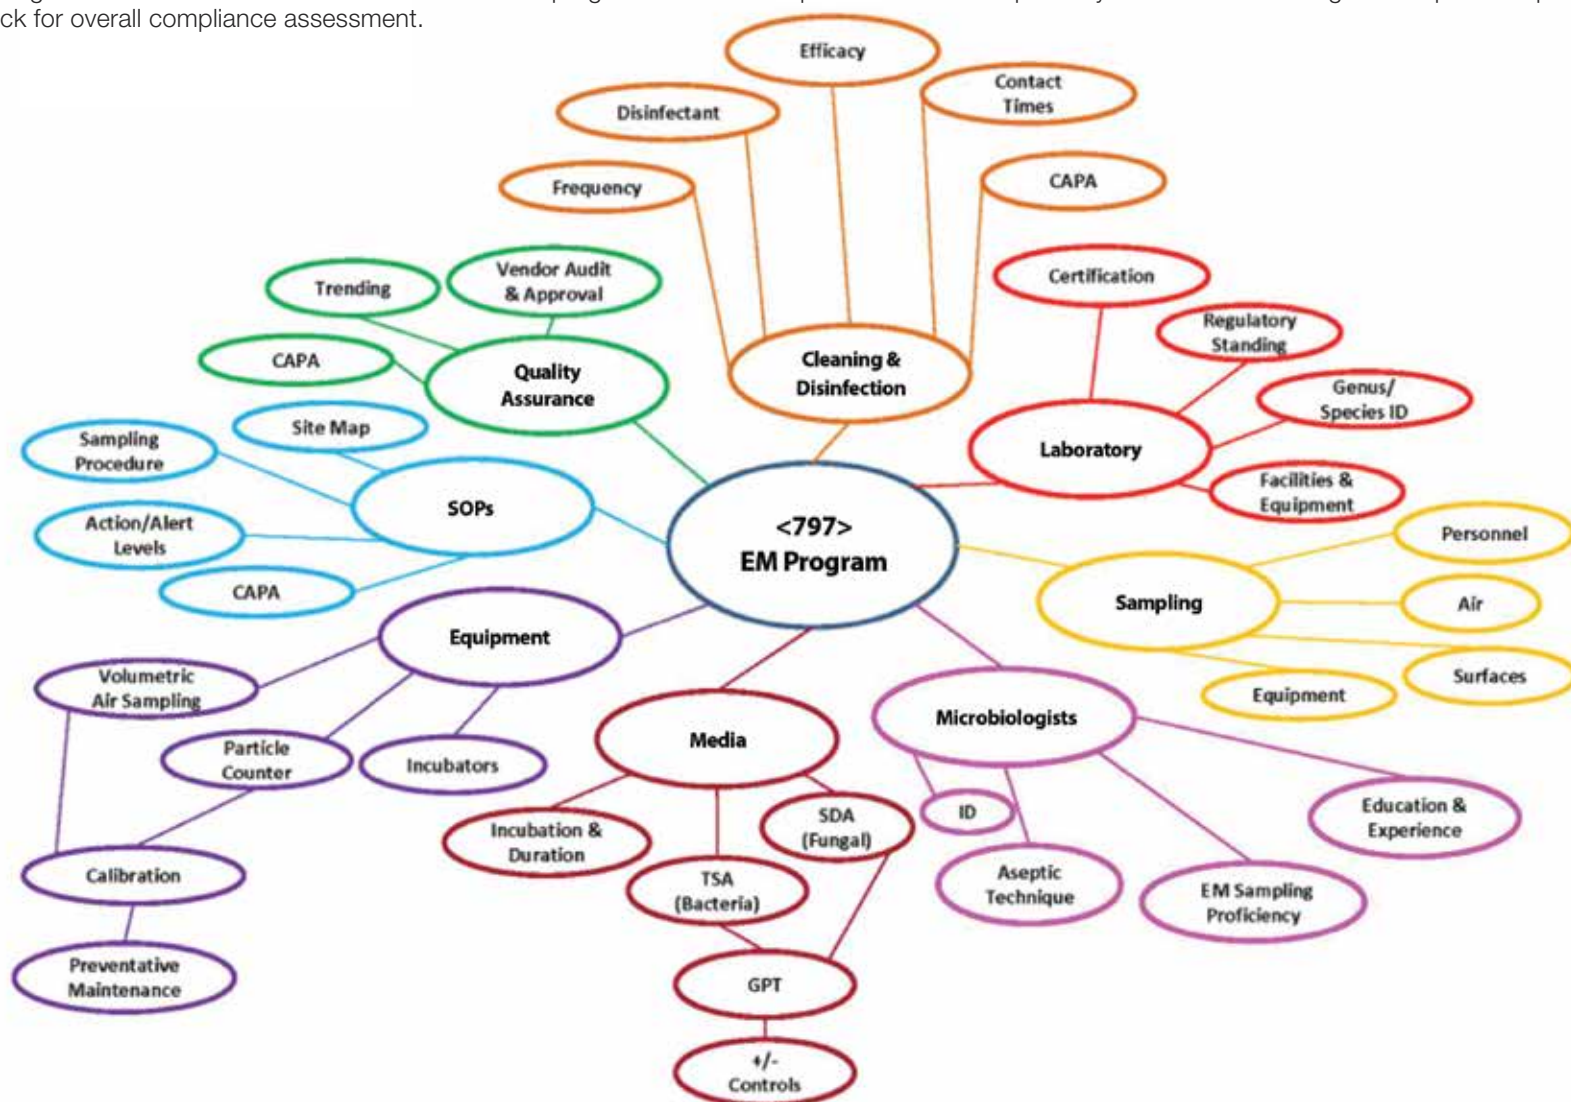 ck for overall compliance assessment.
Efficacy
Contact
Times
Disinfectant
Frequency
CAPA
Trending
Vendor Audit
& Approval
CAPA
Quality
Assurance
Cleaning &
Disinfection
Certification
Regulatory
Standing
Genus/
Species ID
Laboratory
Facilities &
Equipment
Site Map
Sampling
Procedure
SOPs
Action/Alert
Levels
CAPA
<797>
EM Program
Personnel
Sampling
Air
Surfaces
Equipment
Equipment
Volumetric
Air Sampling
Particle
Counter
Incubators
Calibration
Preventative
Maintenance
Media
Incubation &
Duration
SDA
(Fungal)
TSA
(Bacteria)
GPT
+/-
Controls
Microbiologists
ID
Aseptic
Technique
EM Sampling
Proficiency
Education &
Experience